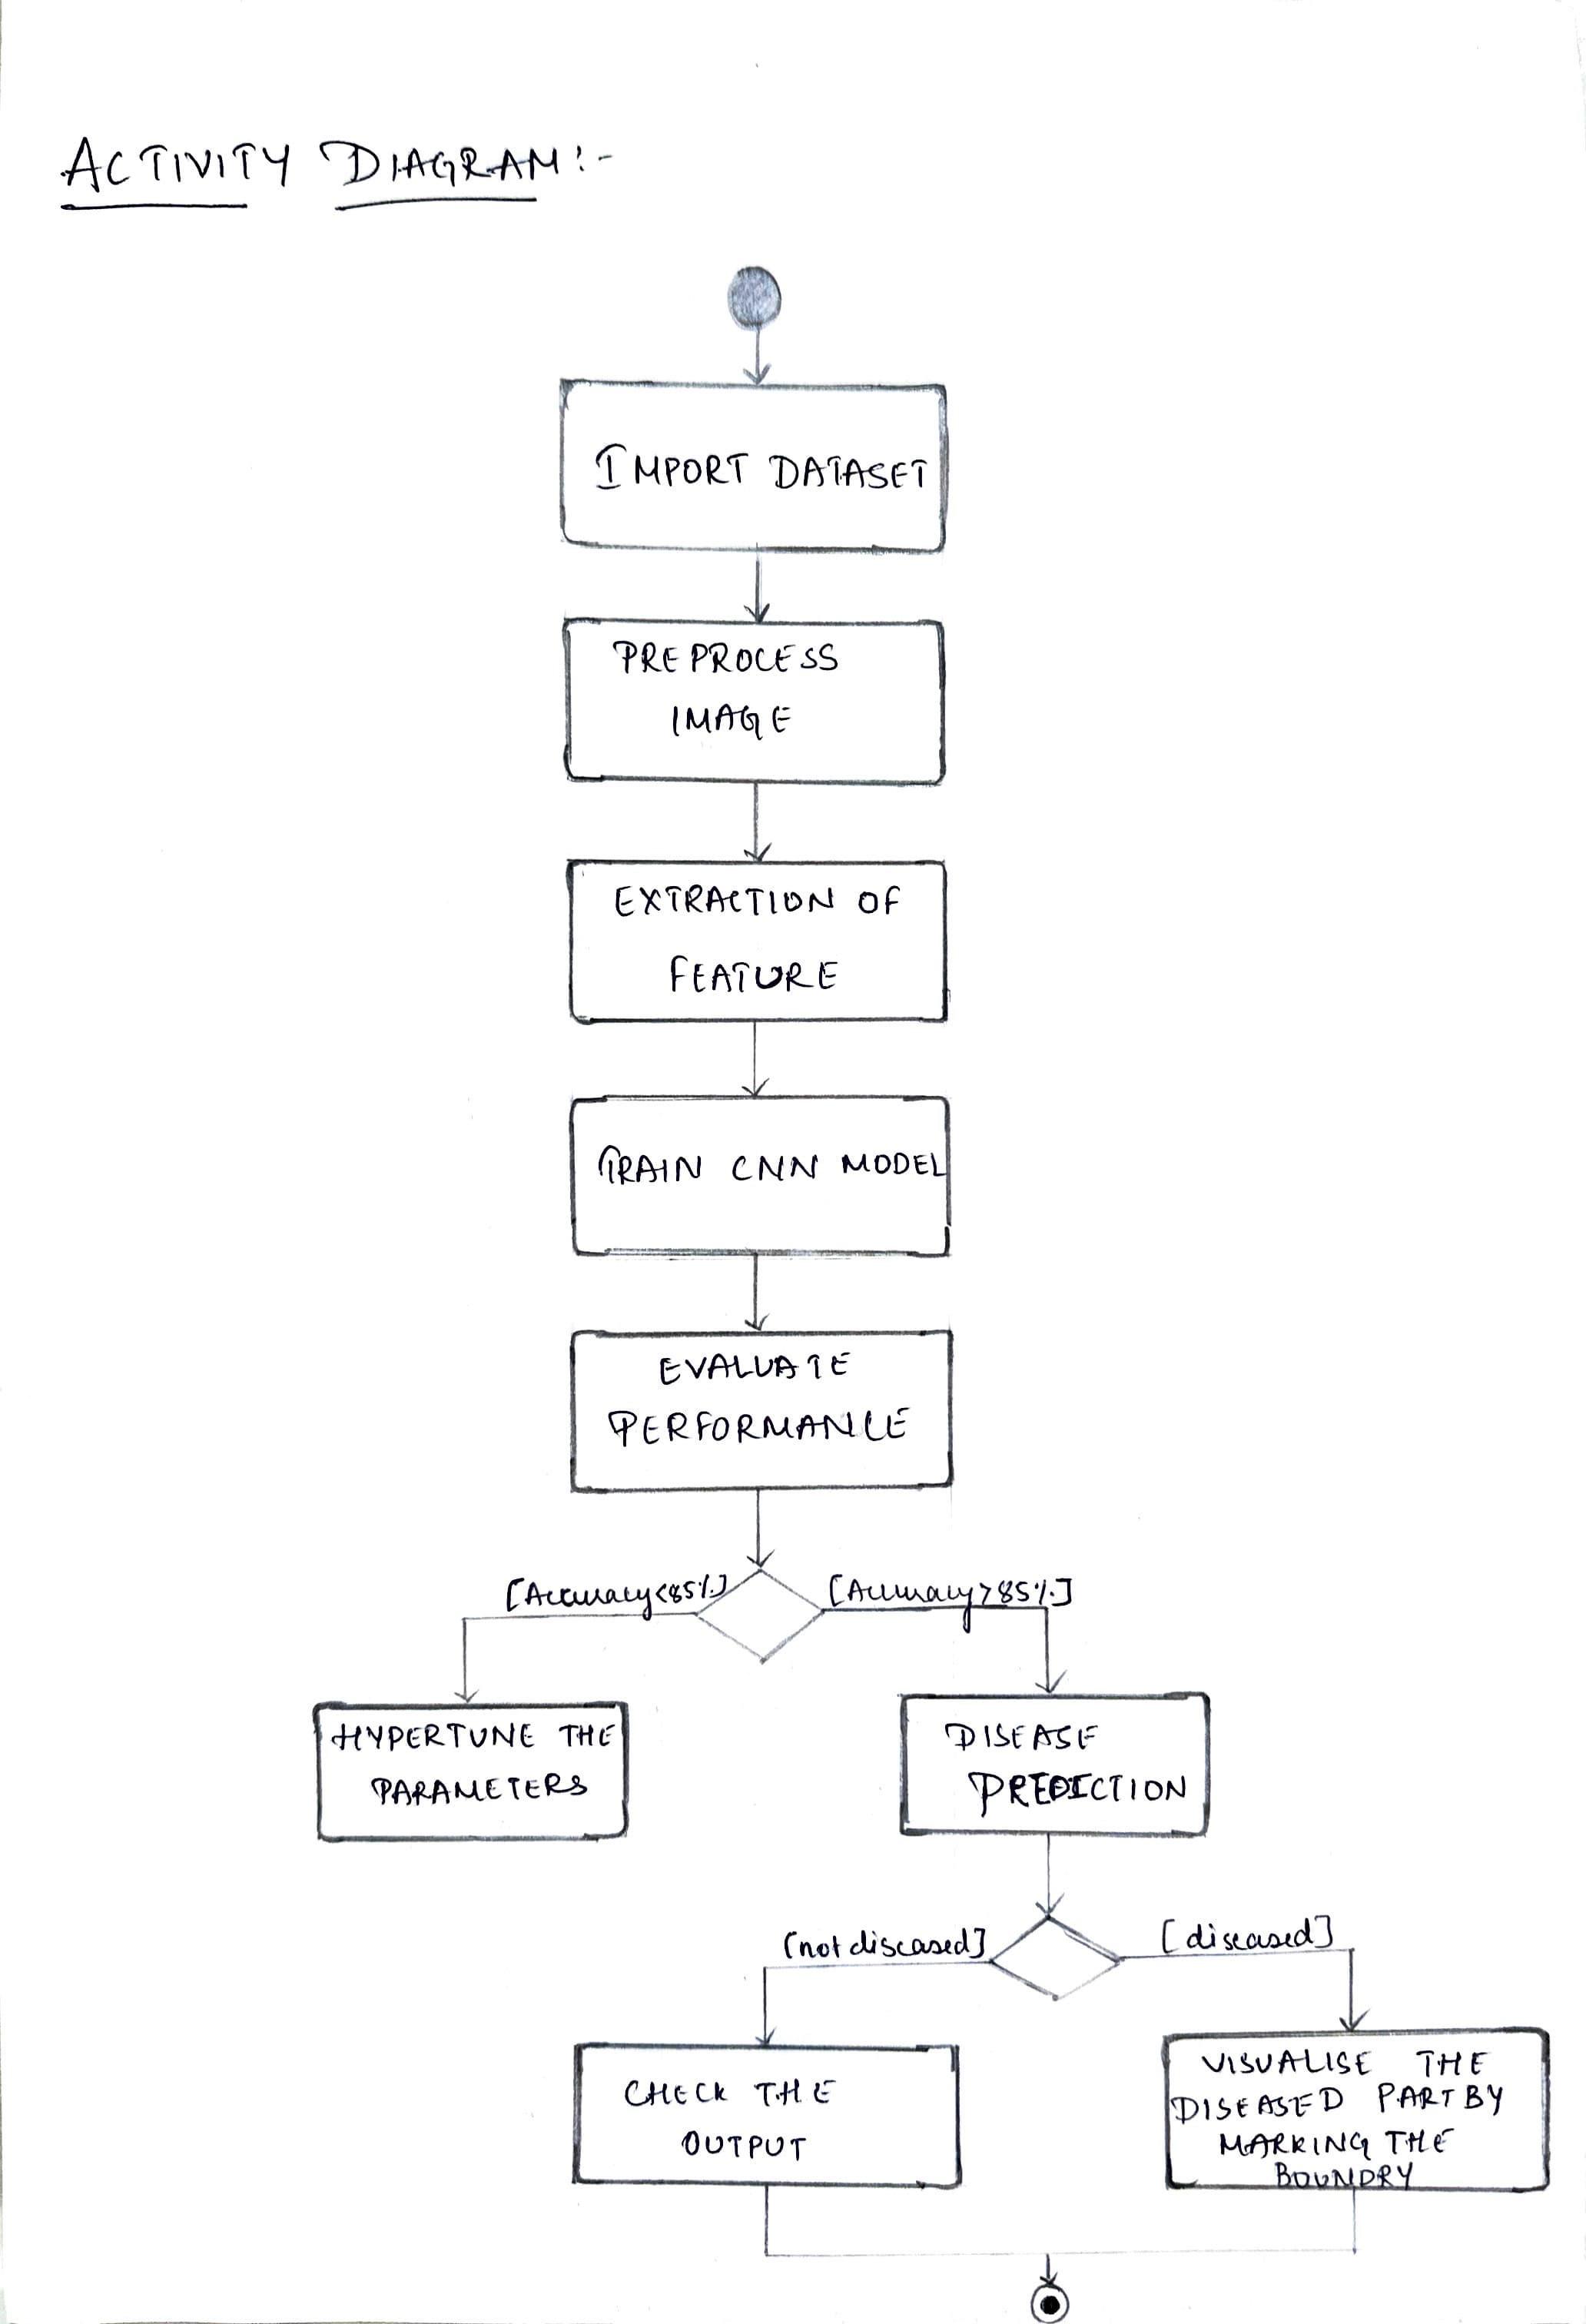 ACTIVITY DIAGRAM:-
IMPORT DATASET
PREPROCESS
IMAGE
EXTRACTION OF
FEATURE
TRAIN CNN MODEL
EVALUATE
PERFORMANCE
[Accuracy<85%]
[Accuracy>85%]
HYPERTUNE THE
PARAMETERS
DISEASE
PREDICTION
[not diseased]
[diseased]
CHECK THE
OUTPUT
VISUALISE THE
DISEASED PART BY
MARKING THE
BOUNDRY